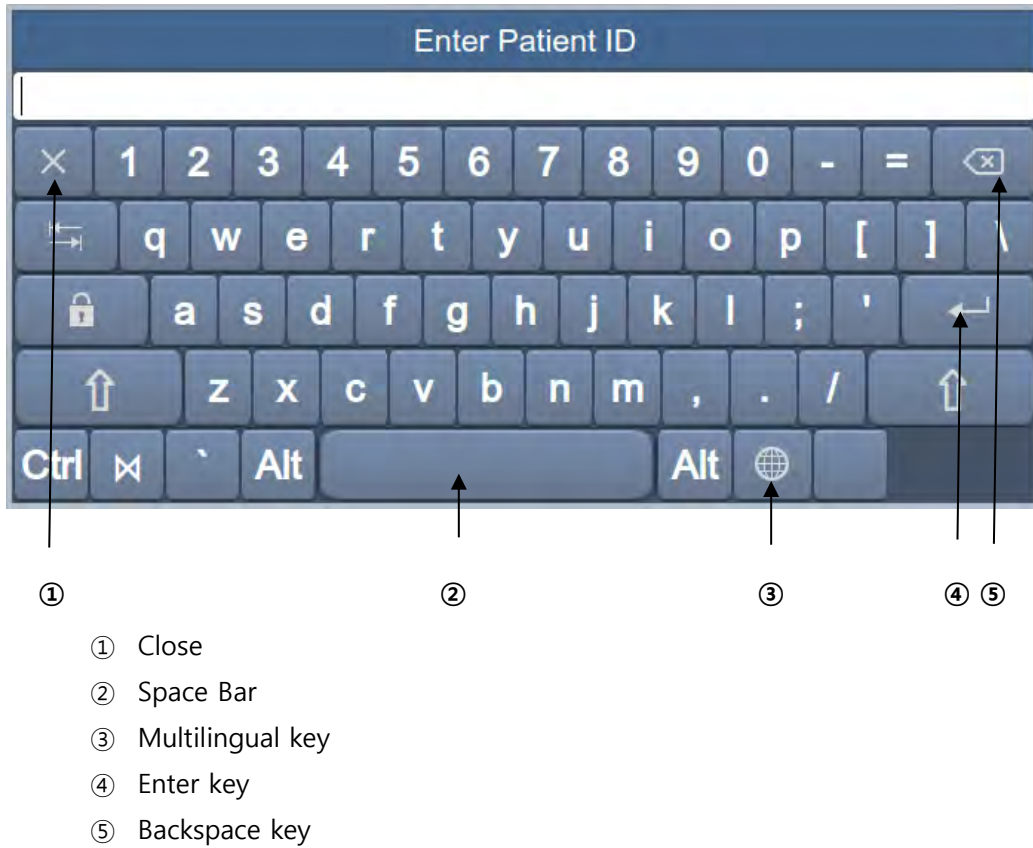 Enter Patient ID
1 2 3 4 5 6 7 8 9 0 - =
q w e r t y u i o p [ ] \
a s d f g h j k l ; '
z x c v b n m , . /
Ctrl ⋈ ` Alt Alt
① ② ③ ④ ⑤
① Close
② Space Bar
③ Multilingual key
④ Enter key
⑤ Backspace key